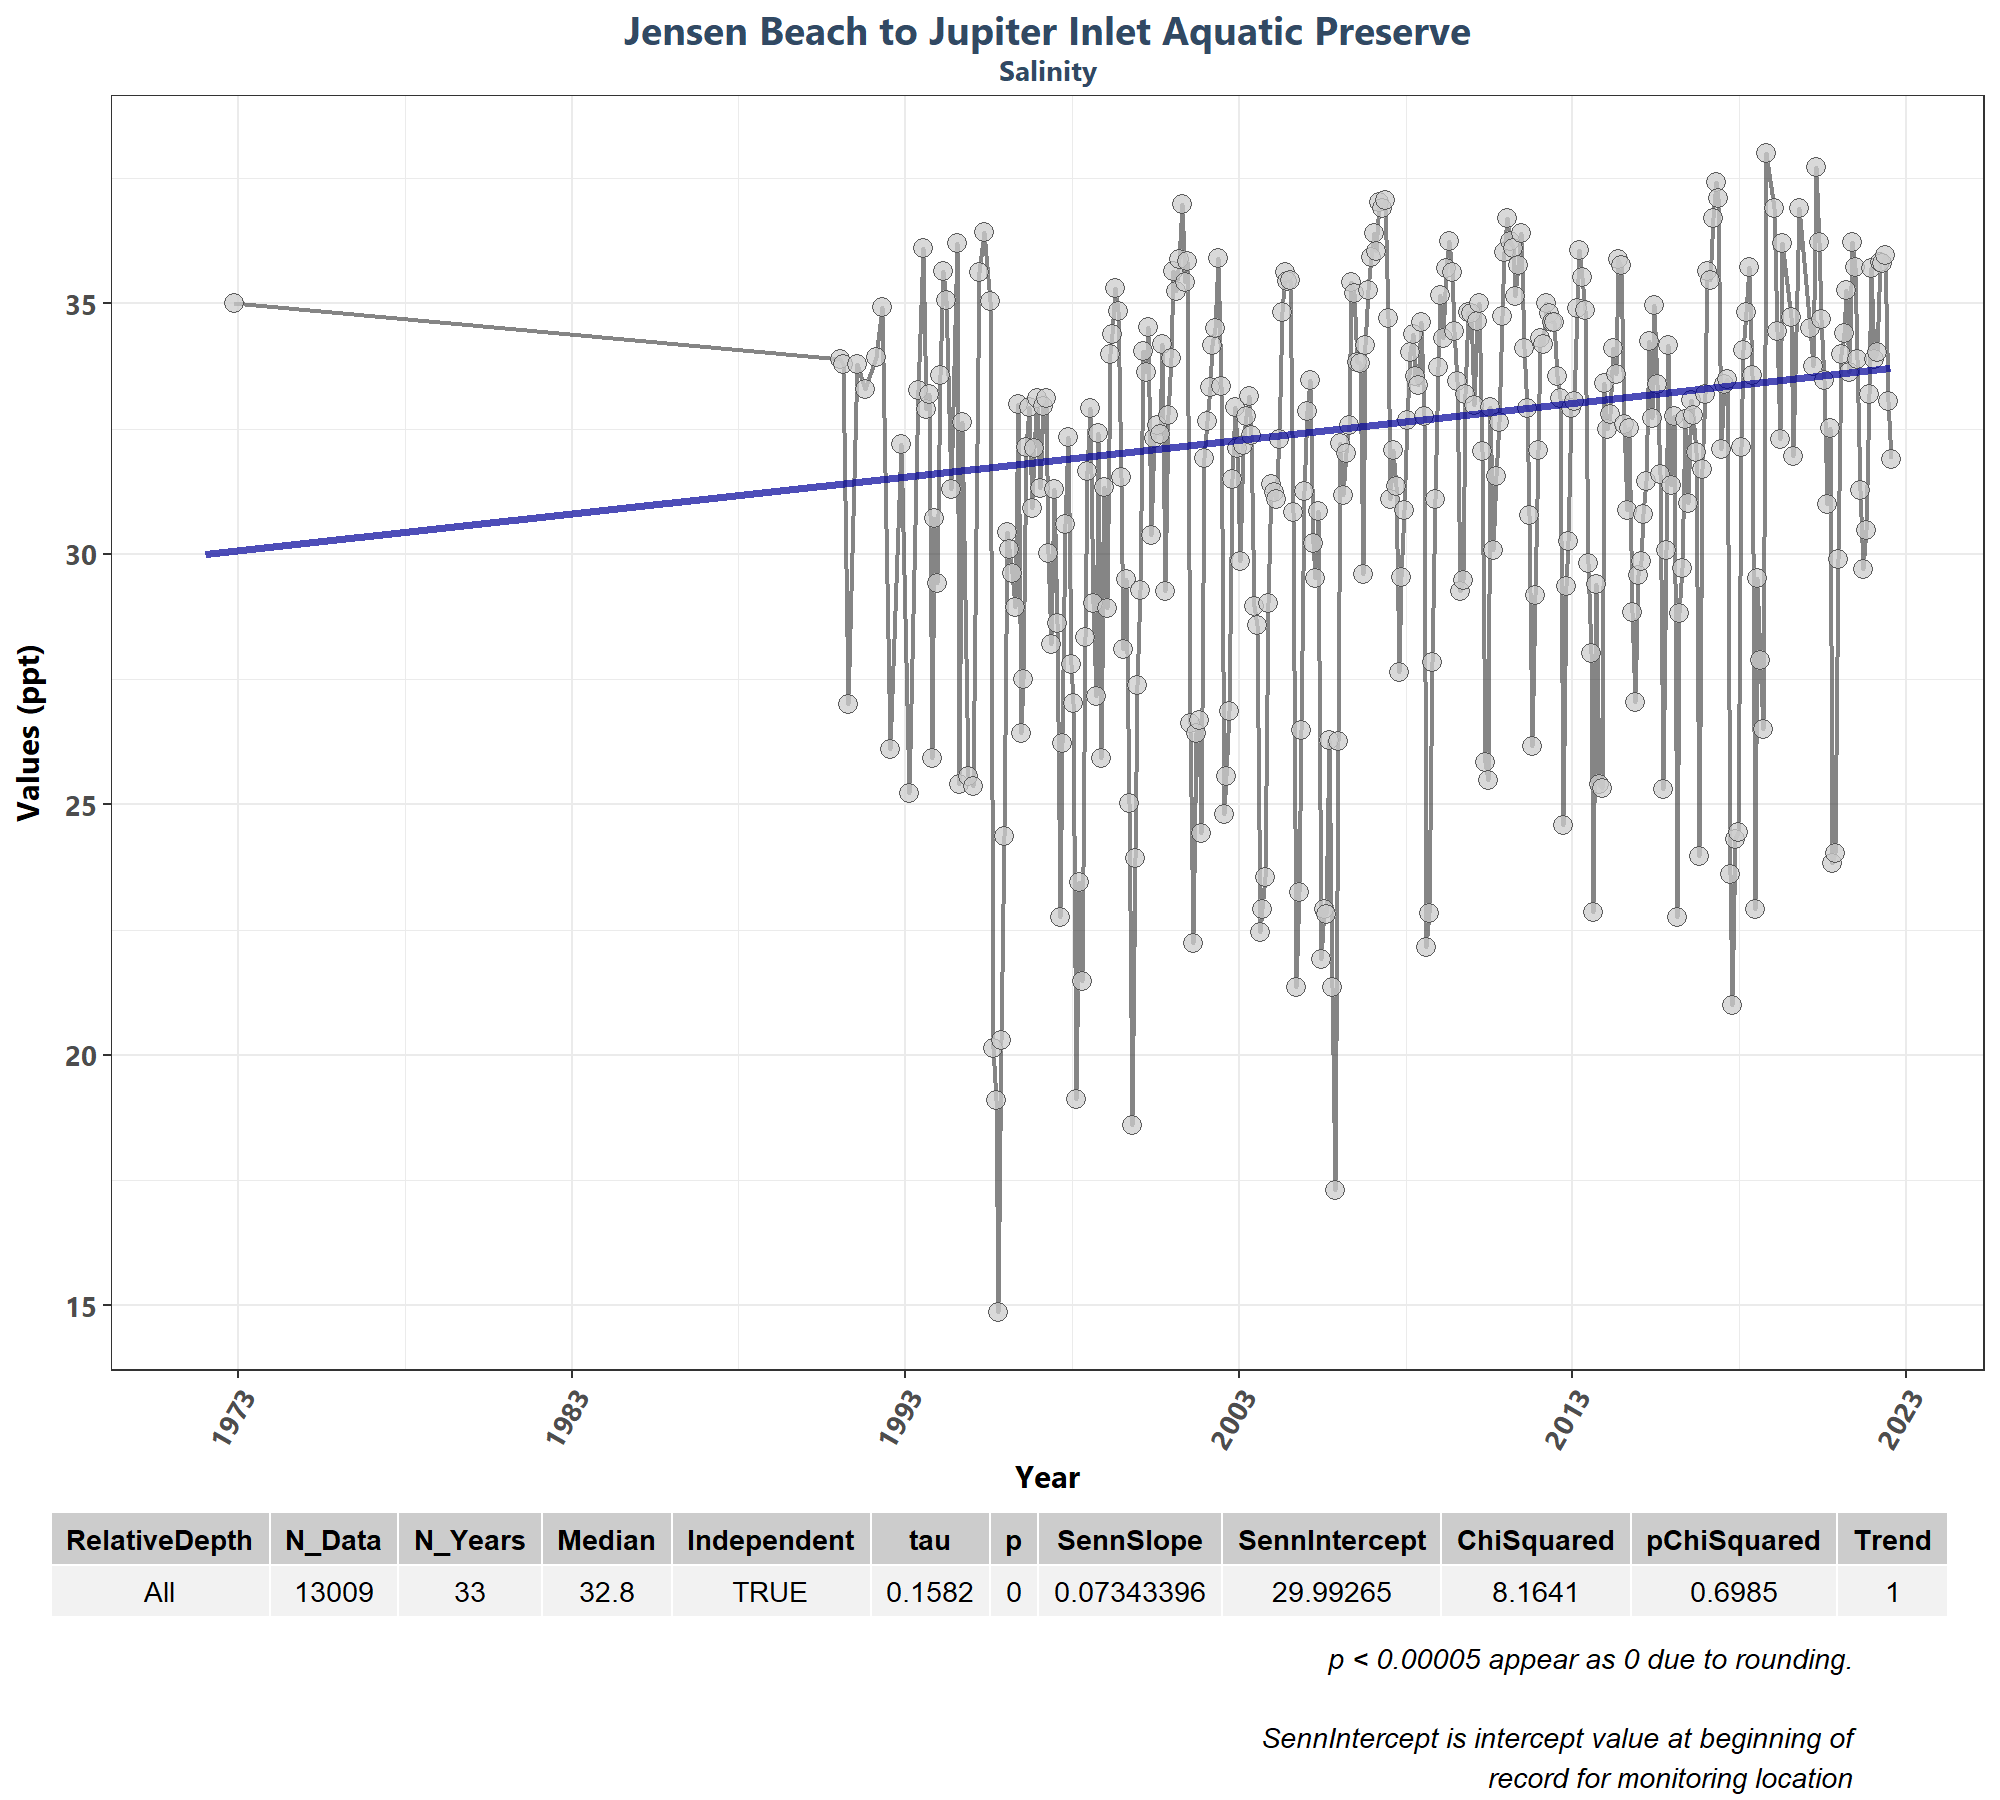 Jensen Beach to Jupiter Inlet Aquatic Preserve
Salinity
Values (ppt)
35
30
25
20
15
1973 1983 1993 2003 2013 2023
Year
RelativeDepth N_Data N_Years Median Independent tau p SennSlope SennIntercept ChiSquared pChiSquared Trend
All 13009 33 32.8 TRUE 0.1582 0 0.07343396 29.99265 8.1641 0.6985 1
p < 0.00005 appear as 0 due to rounding.
SennIntercept is intercept value at beginning of
record for monitoring location